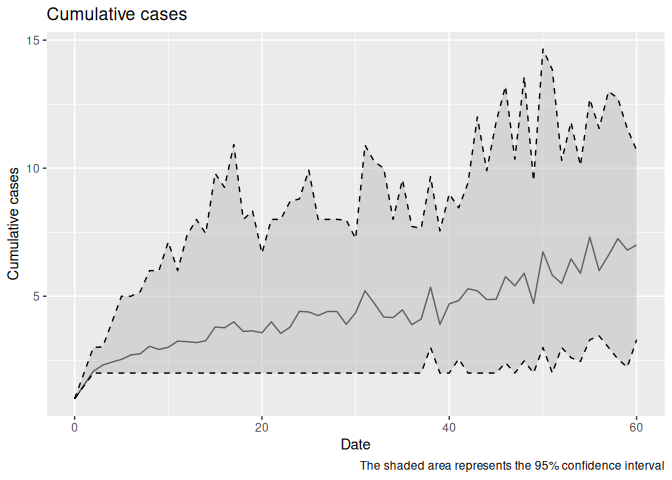 Cumulative cases
15
10
5
Cumulative cases
0 20 40 60
Date
The shaded area represents the 95% confidence interval